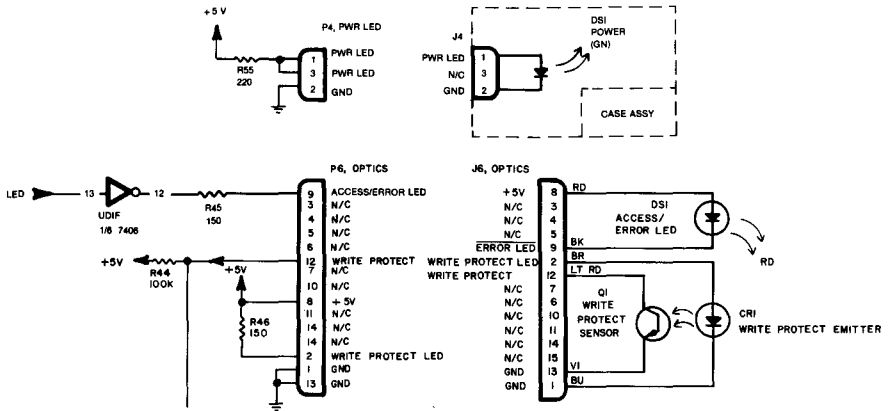 +5 V
P4, PWR LED
R55
220
1 PWR LED
3 PWR LED
2 GND
J4
PWR LED 1
N/C 3
GND 2
DSI
POWER
(GN)
CASE ASSY
LED
13
12
UDIF
1/6 7406
R45
150
+5V
R44
100K
+5V
R46
150
P6, OPTICS
9 ACCESS/ERROR LED
3 N/C
4 N/C
5 N/C
6 N/C
12 WRITE PROTECT
7 N/C
10 N/C
8 +5V
11 N/C
14 N/C
14 N/C
2 WRITE PROTECT LED
1 GND
13 GND
J6, OPTICS
+5V 8 RD
N/C 3
N/C 4
N/C 5
ERROR LED 9 BK
WRITE PROTECT LED 2 BR
WRITE PROTECT 12 LT RD
N/C 7
N/C 6
N/C 10
N/C 11
N/C 14
N/C 15
GND 13 VI
GND 1 BU
DSI
ACCESS/
ERROR LED
RD
Q1
WRITE
PROTECT
SENSOR
CR1
WRITE PROTECT EMITTER